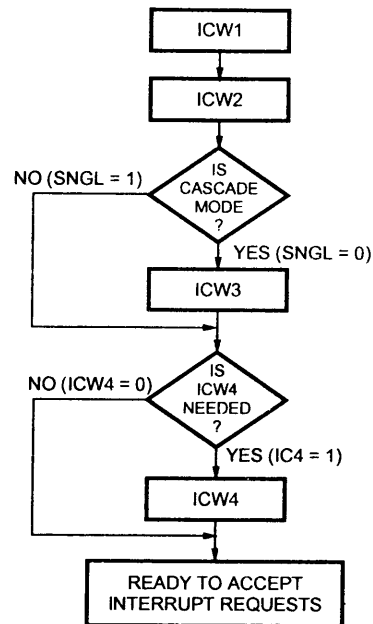 ICW1
ICW2
IS
CASCADE
MODE
?
NO (SNGL = 1)
YES (SNGL = 0)
ICW3
IS
ICW4
NEEDED
?
NO (ICW4 = 0)
YES (IC4 = 1)
ICW4
READY TO ACCEPT
INTERRUPT REQUESTS